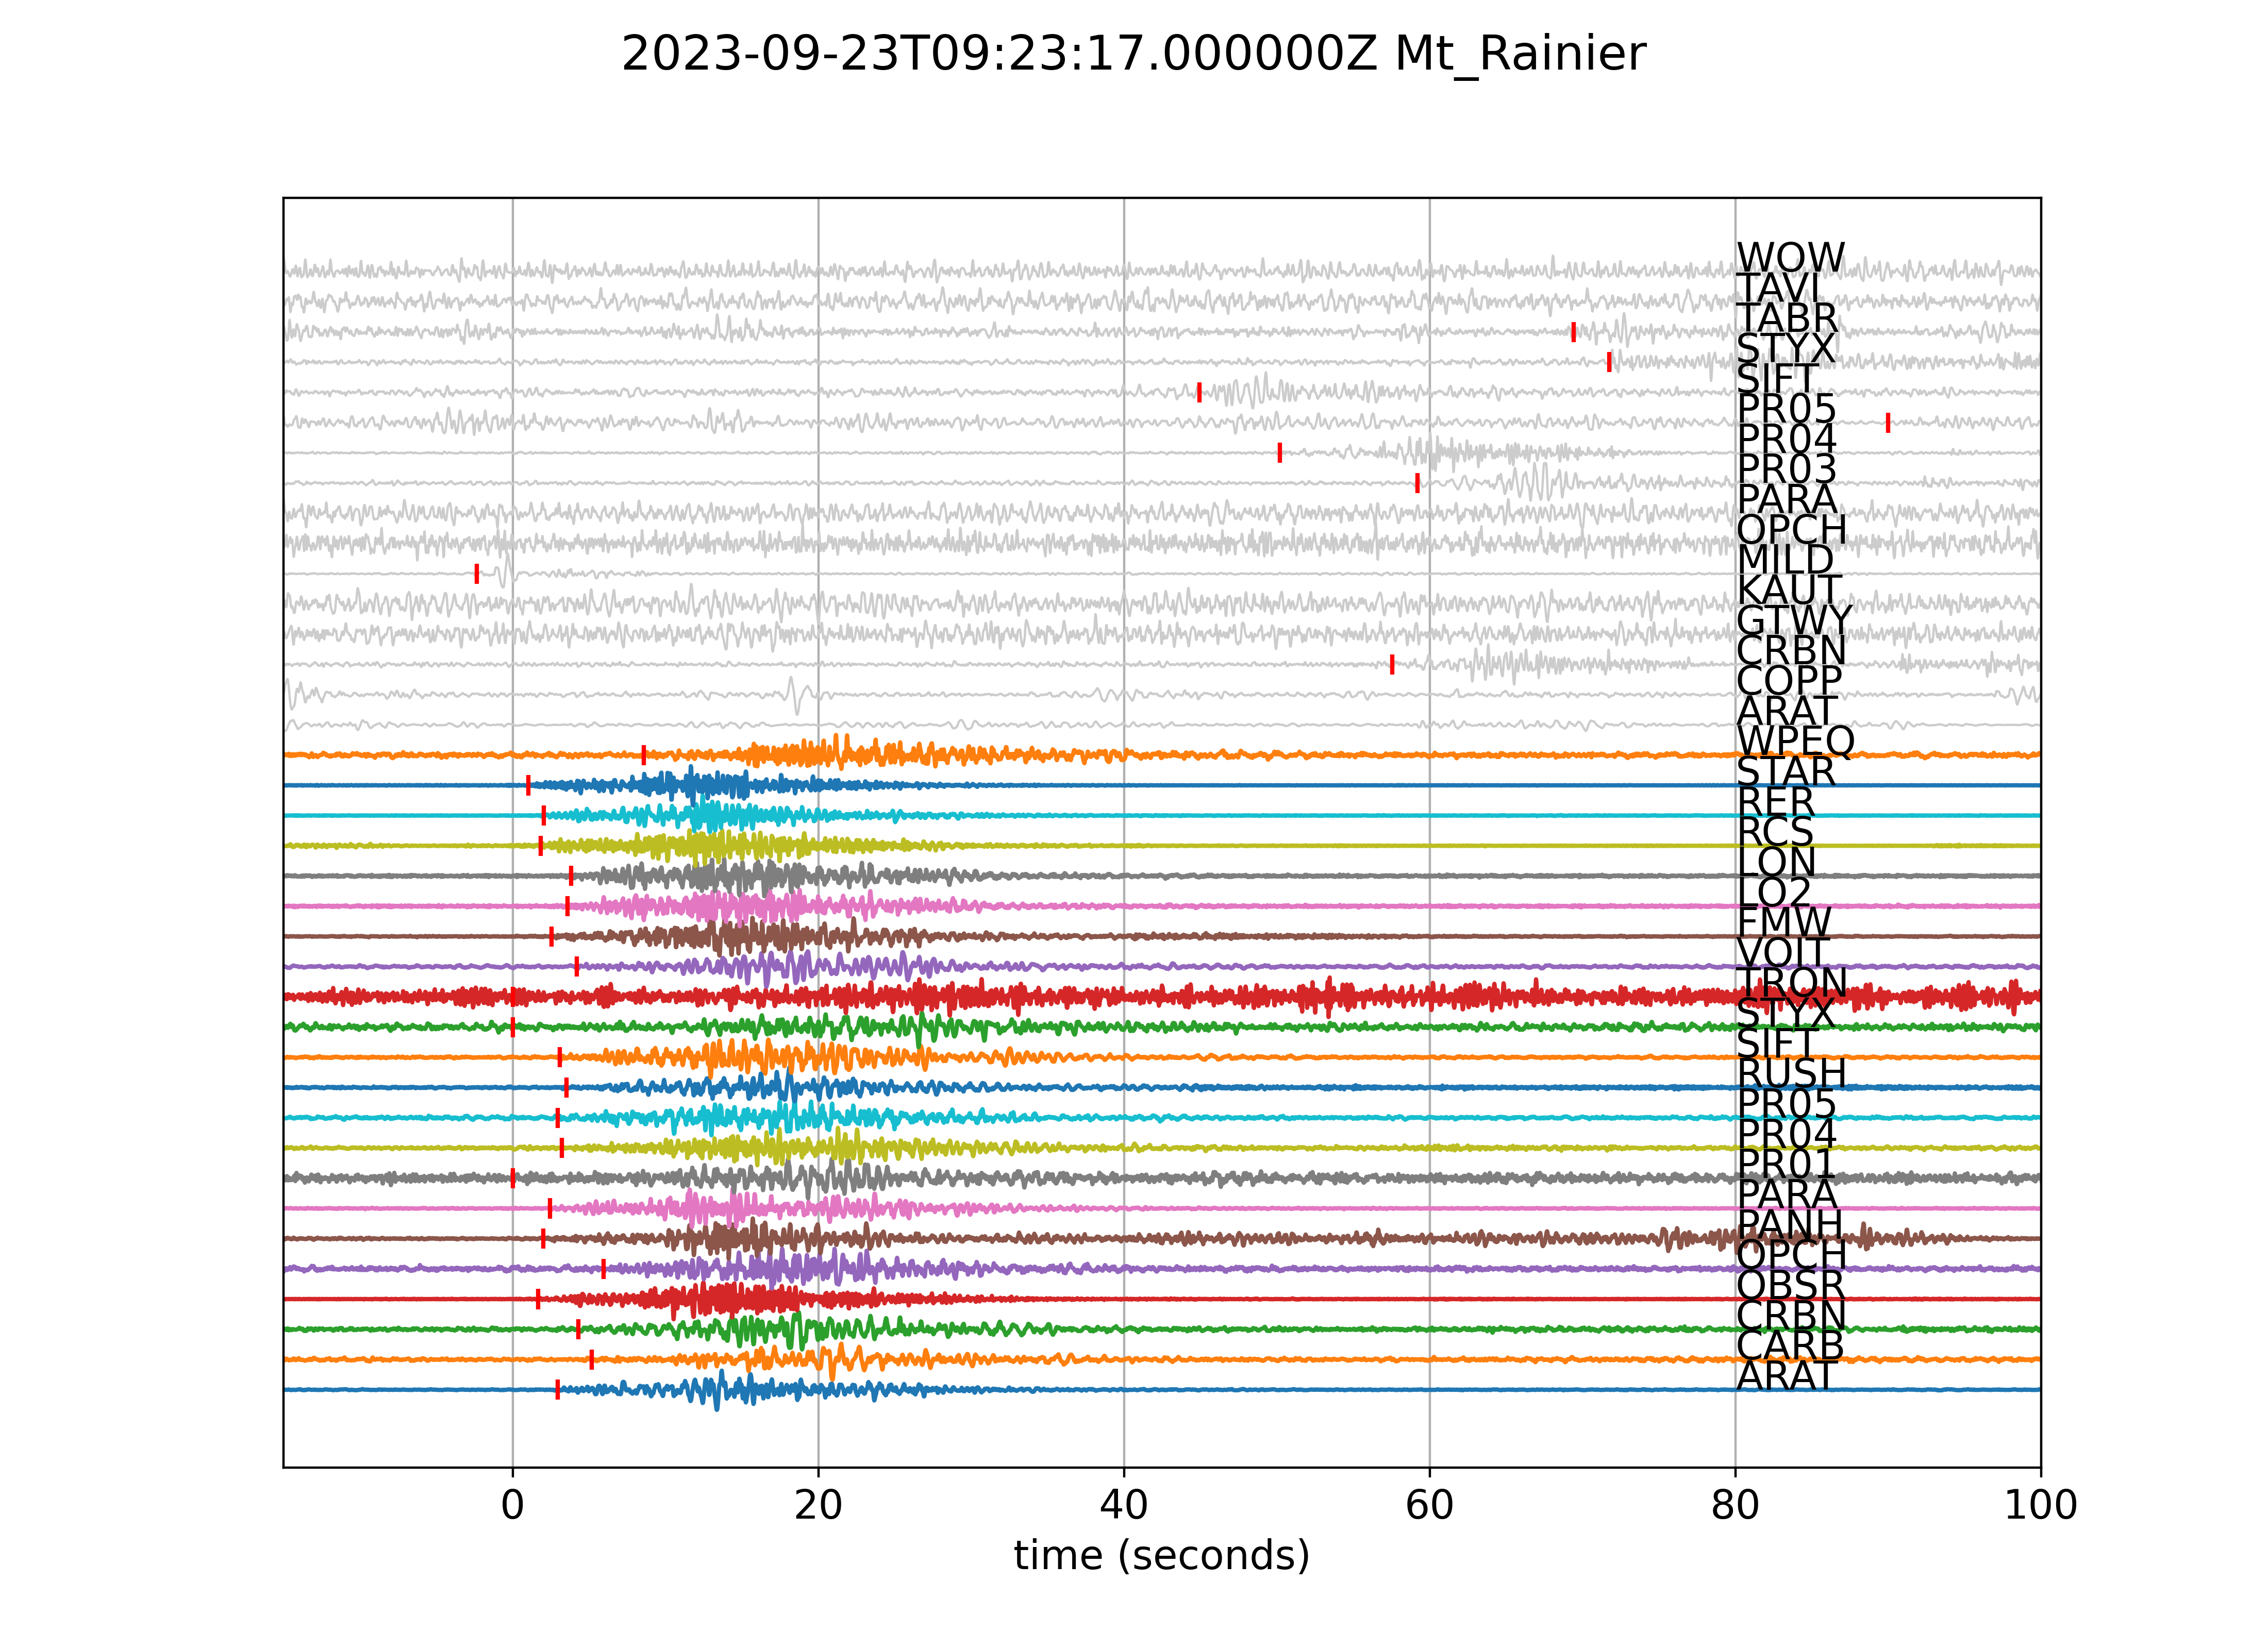 2023-09-23T09:23:17.000000Z Mt_Rainier
WOW
TAVI
TABR
STYX
SIFT
PR05
PR04
PR03
PARA
OPCH
MILD
KAUT
GTWY
CRBN
COPP
ARAT
WPEQ
STAR
RER
RCS
LON
LO2
FMW
VOIT
TRON
STYX
SIFT
RUSH
PR05
PR04
PR01
PARA
PANH
OPCH
OBSR
CRBN
CARB
ARAT
0 20 40 60 80 100
time (seconds)